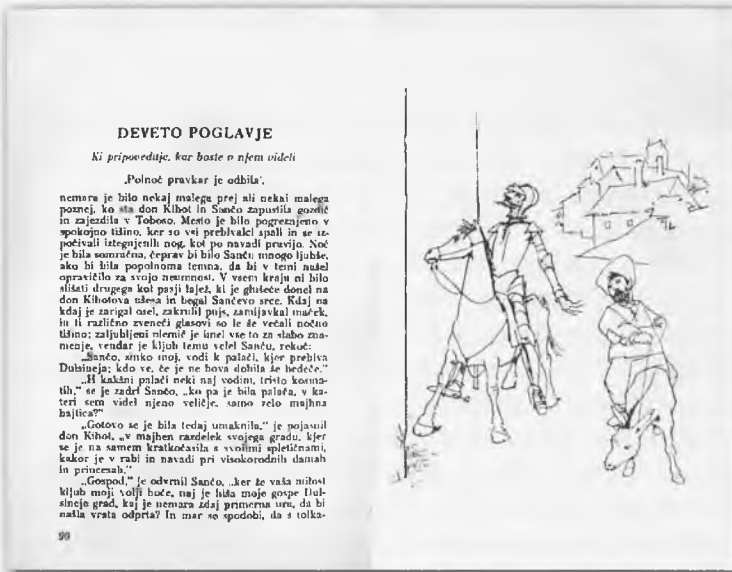 DEVETO POGLAVJE
Ki pripoveduje, kar boste v njem videli
„Polnoč pravkar je odbila‘,
nemara je bilo nekaj malega prej ali nekaj malega
poznej, ko sta don Kihot in Sančo zapustila gozdič
in zajezdila v Toboso. Mesto je bilo pogreznjeno v
spokojno tišino, ker so vsi prebivalci spali in se iz-
počivali iztegnjenih nog, kot po navadi pravijo. Noč
je bila somračna, čeprav bi bilo Sanču mnogo ljubše,
ako bi bila popolnoma temna, da bi v temi našel
opravičilo za svojo neumnost. V vsem kraju ni bilo
slišati drugega kot pasji lajež, ki je glušeče donel na
don Kihotova ušesa in begal Sančevo srce. Kdaj na
kdaj je zarigal osel, zakrulil pujs, zamijavkal maček,
in ti različno zveneči glasovi so le še večali nočno
tišino; zaljubljeni plemič je imel vse to za slabo zna-
menje, vendar je kljub temu velel Sanču, rekoč:
„Sančo, sinko moj, vodi k palači, kjer prebiva
Dulsineja; kdo ve, če je ne bova dobila še bedeče.“
„H kakšni palači neki naj vodim, tristo kosma-
tih,“ se je zadrl Sančo, „ko pa je bila palača, v ka-
teri sem videl njeno veličje, samo zelo majhna
bajtica?“
„Gotovo se je bila tedaj umaknila,“ je pojasnil
don Kihot, „v majhen razdelek svojega gradu, kjer
se je na samem kratkočasila s svojimi spletičnami,
kakor je v rabi in navadi pri visokorodnih damah
in princesah.“
„Gospod,“ je odvrnil Sančo, „ker že vaša milost
kljub moji volji hoče, naj je hiša moje gospe Dul-
sineje grad, kaj je nemara zdaj primerna ura, da bi
našla vrata odprta? In mar se spodobi, da s tolka-
90